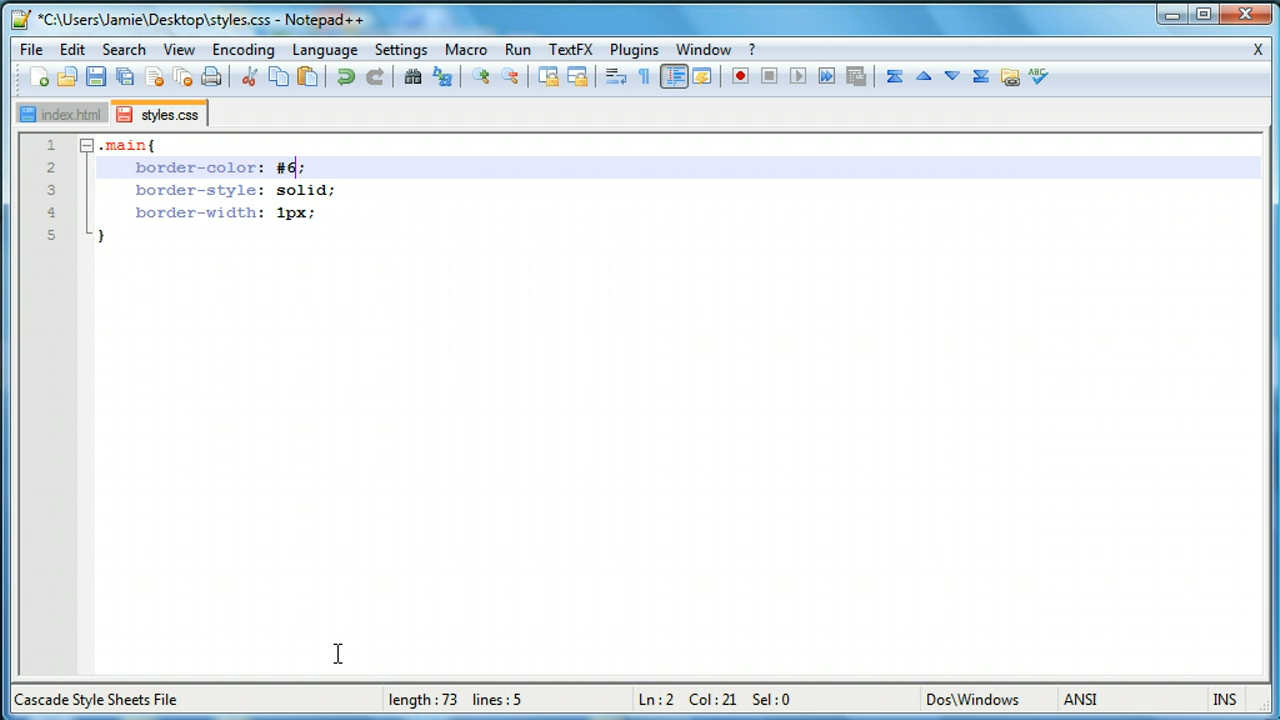 *C:\Users\Jamie\Desktop\styles.css - Notepad++
File Edit Search View Encoding Language Settings Macro Run TextFX Plugins Window ? X
index.html styles.css
1 .main{
2 border-color: #6;
3 border-style: solid;
4 border-width: 1px;
5 }
Cascade Style Sheets File length : 73 lines : 5 Ln : 2 Col : 21 Sel : 0 Dos\Windows ANSI INS